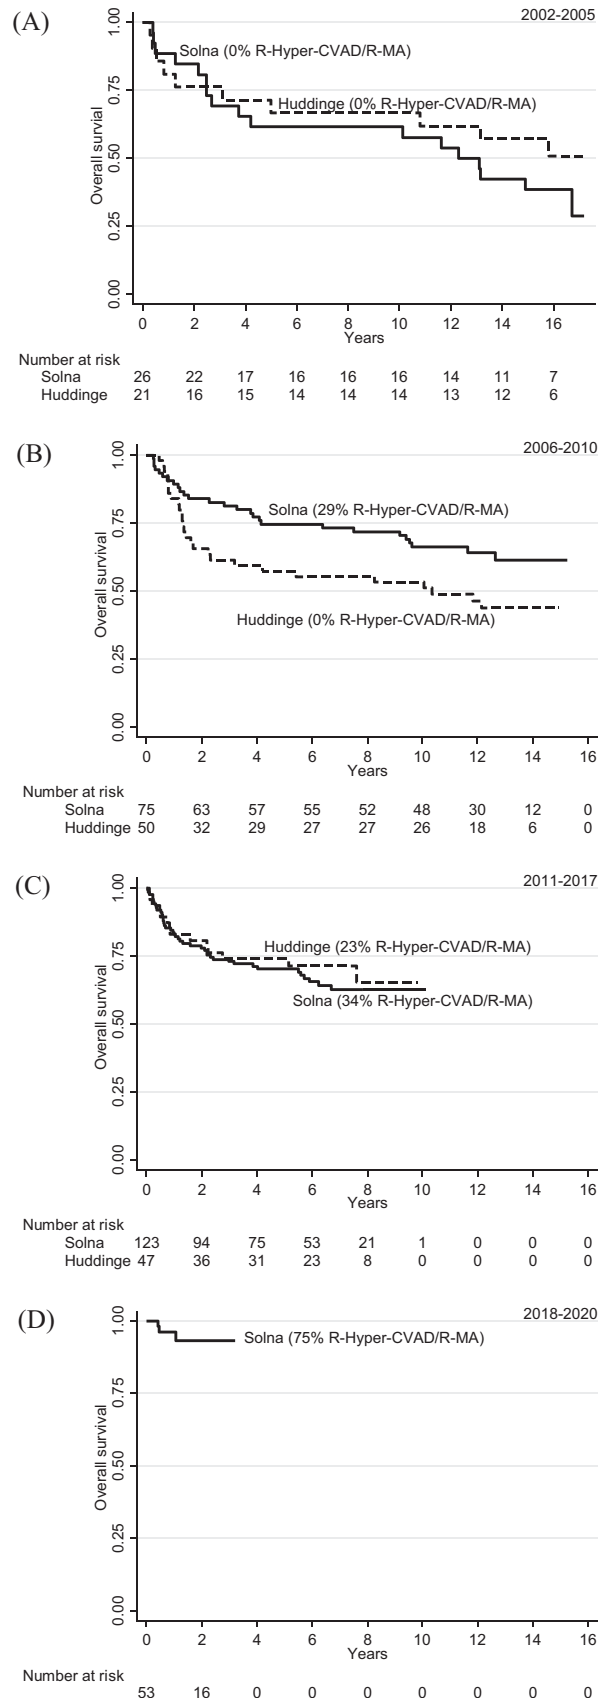 (A)
2002-2005
Overall survival
1.00
0.75
0.50
0.25
0.00
Solna (0% R-Hyper-CVAD/R-MA)
Huddinge (0% R-Hyper-CVAD/R-MA)
0 2 4 6 8 10 12 14 16
Years
Number at risk
Solna 26 22 17 16 16 16 14 11 7
Huddinge 21 16 15 14 14 14 13 12 6
(B)
2006-2010
Overall survival
1.00
0.75
0.50
0.25
0.00
Solna (29% R-Hyper-CVAD/R-MA)
Huddinge (0% R-Hyper-CVAD/R-MA)
0 2 4 6 8 10 12 14 16
Years
Number at risk
Solna 75 63 57 55 52 48 30 12 0
Huddinge 50 32 29 27 27 26 18 6 0
(C)
2011-2017
Overall survival
1.00
0.75
0.50
0.25
0.00
Huddinge (23% R-Hyper-CVAD/R-MA)
Solna (34% R-Hyper-CVAD/R-MA)
0 2 4 6 8 10 12 14 16
Years
Number at risk
Solna 123 94 75 53 21 1 0 0 0
Huddinge 47 36 31 23 8 0 0 0 0
(D)
2018-2020
Overall survival
1.00
0.75
0.50
0.25
0.00
Solna (75% R-Hyper-CVAD/R-MA)
0 2 4 6 8 10 12 14 16
Years
Number at risk
53 16 0 0 0 0 0 0 0